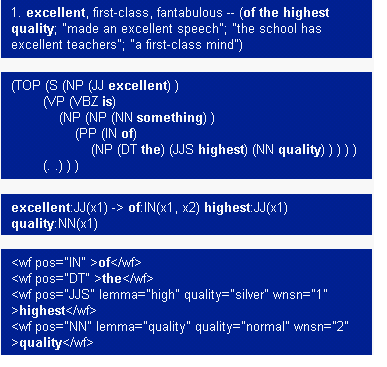 1. excellent, first-class, fantabulous -- (of the highest
quality; "made an excellent speech"; "the school has
excellent teachers"; "a first-class mind")
(TOP (S (NP (JJ excellent) )
(VP (VBZ is)
(NP (NP (NN something) )
(PP (IN of)
(NP (DT the) (JJS highest) (NN quality) ) ) ) )
(. .) ) )
excellent:JJ(x1) -> of:IN(x1, x2) highest:JJ(x1)
quality:NN(x1)
<wf pos="IN" >of</wf>
<wf pos="DT" >the</wf>
<wf pos="JJS" lemma="high" quality="silver" wnsn="1"
>highest</wf>
<wf pos="NN" lemma="quality" quality="normal" wnsn="2"
>quality</wf>